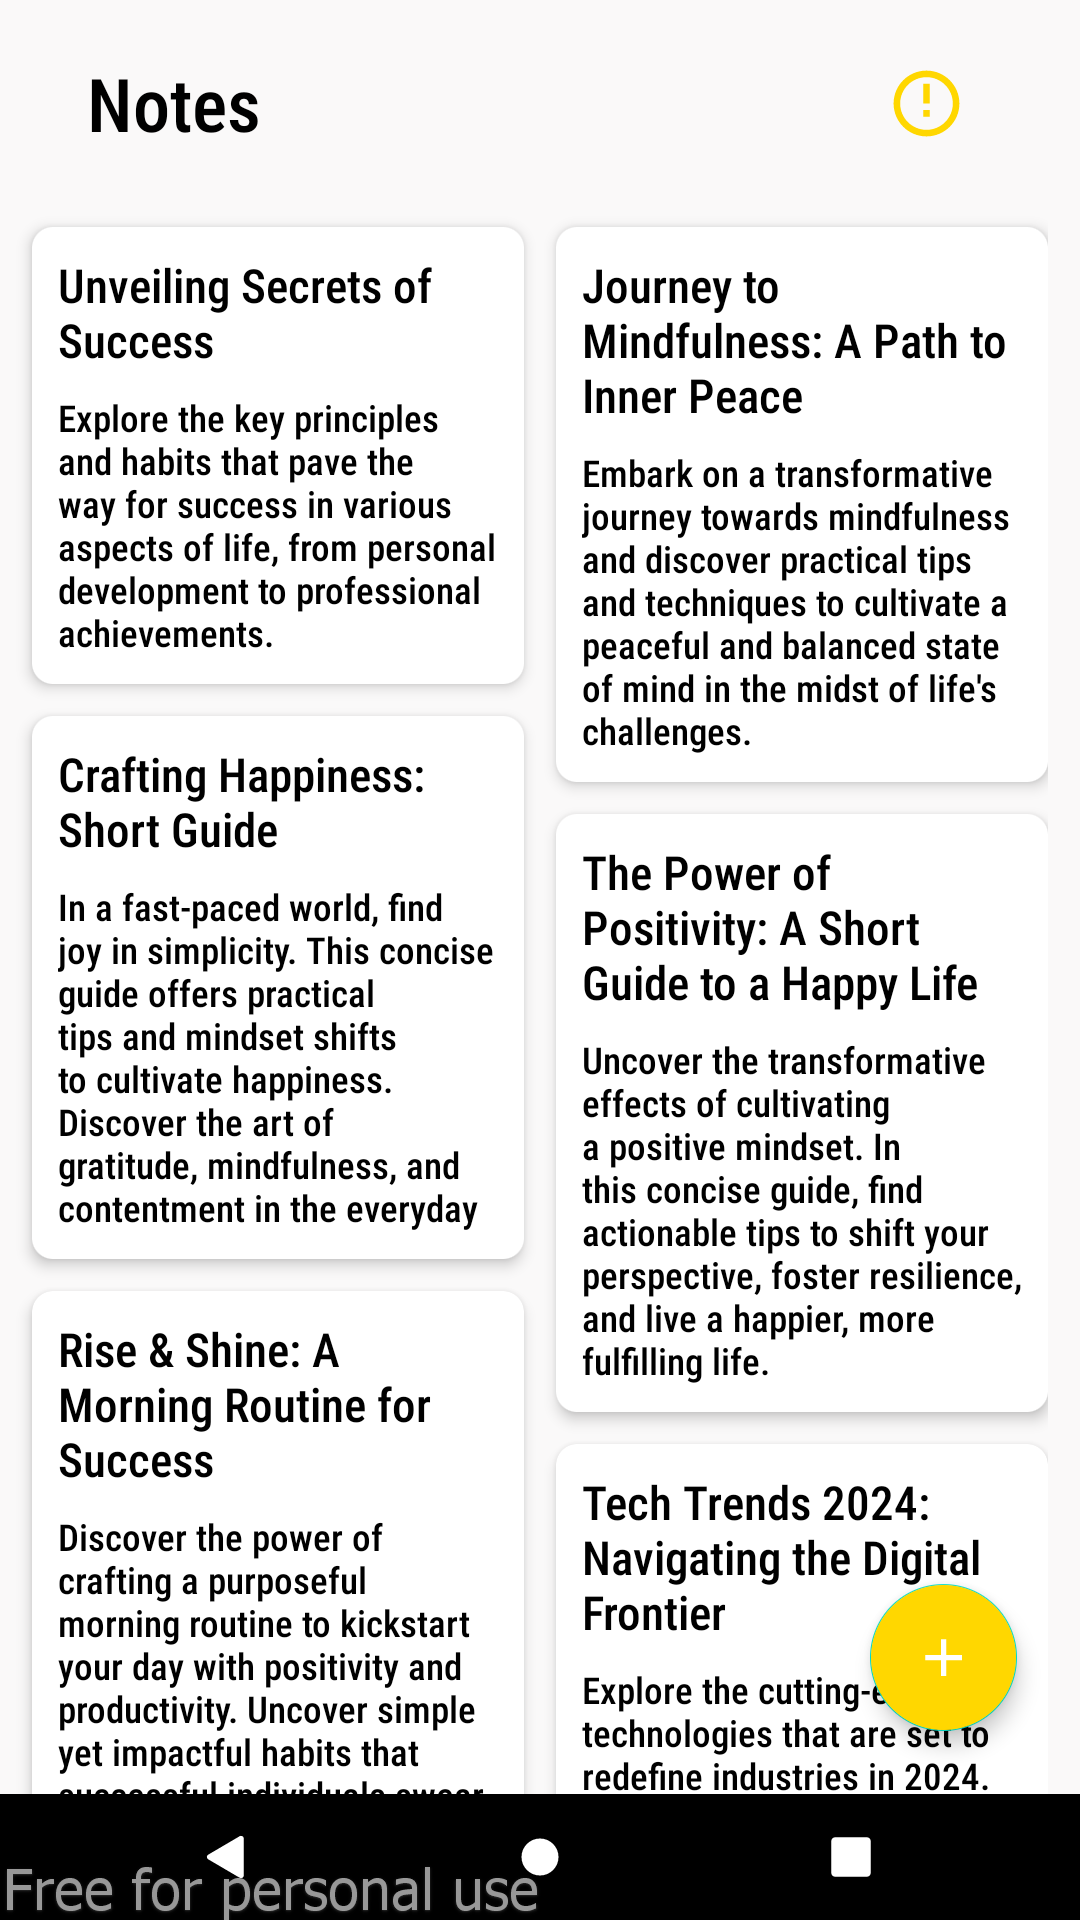 Notes
Unveiling Secrets of
Success
Explore the key principles
and habits that pave the
way for success in various
aspects of life, from personal
development to professional
achievements.
Crafting Happiness:
Short Guide
In a fast-paced world, find
joy in simplicity. This concise
guide offers practical
tips and mindset shifts
to cultivate happiness.
Discover the art of
gratitude, mindfulness, and
contentment in the everyday
Rise & Shine: A
Morning Routine for
Success
Discover the power of
crafting a purposeful
morning routine to kickstart
your day with positivity and
productivity. Uncover simple
yet impactful habits that
successful individuals swear
Journey to
Mindfulness: A Path to
Inner Peace
Embark on a transformative
journey towards mindfulness
and discover practical tips
and techniques to cultivate a
peaceful and balanced state
of mind in the midst of life's
challenges.
The Power of
Positivity: A Short
Guide to a Happy Life
Uncover the transformative
effects of cultivating
a positive mindset. In
this concise guide, find
actionable tips to shift your
perspective, foster resilience,
and live a happier, more
fulfilling life.
Tech Trends 2024:
Navigating the Digital
Frontier
Explore the
technologies that are set to
redefine industries in 2024.
Free for personal use